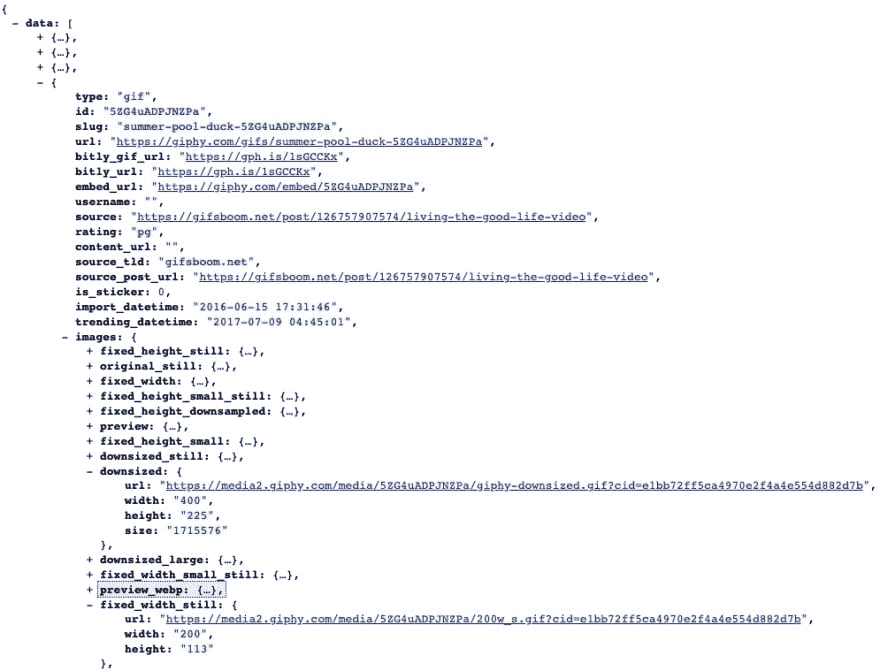 {
- data: [
+ {…},
+ {…},
+ {…},
- {
type: "gif",
id: "5ZG4uADPJNZPa",
slug: "summer-pool-duck-5ZG4uADPJNZPa",
url: "https://giphy.com/gifs/summer-pool-duck-5ZG4uADPJNZPa",
bitly_gif_url: "https://gph.is/1sGCCKx",
bitly_url: "https://gph.is/1sGCCKx",
embed_url: "https://giphy.com/embed/5ZG4uADPJNZPa",
username: "",
source: "https://gifsboom.net/post/126757907574/living-the-good-life-video",
rating: "pg",
content_url: "",
source_tld: "gifsboom.net",
source_post_url: "https://gifsboom.net/post/126757907574/living-the-good-life-video",
is_sticker: 0,
import_datetime: "2016-06-15 17:31:46",
trending_datetime: "2017-07-09 04:45:01",
- images: {
+ fixed_height_still: {…},
+ original_still: {…},
+ fixed_width: {…},
+ fixed_height_small_still: {…},
+ fixed_height_downsampled: {…},
+ preview: {…},
+ fixed_height_small: {…},
+ downsized_still: {…},
- downsized: {
url: "https://media2.giphy.com/media/5ZG4uADPJNZPa/giphy-downsized.gif?cid=e1bb72ff5ca4970e2f4a4e554d882d7b",
width: "400",
height: "225",
size: "1715576"
},
+ downsized_large: {…},
+ fixed_width_small_still: {…},
+ preview_webp: {…},
- fixed_width_still: {
url: "https://media2.giphy.com/media/5ZG4uADPJNZPa/200w_s.gif?cid=e1bb72ff5ca4970e2f4a4e554d882d7b",
width: "200",
height: "113"
},